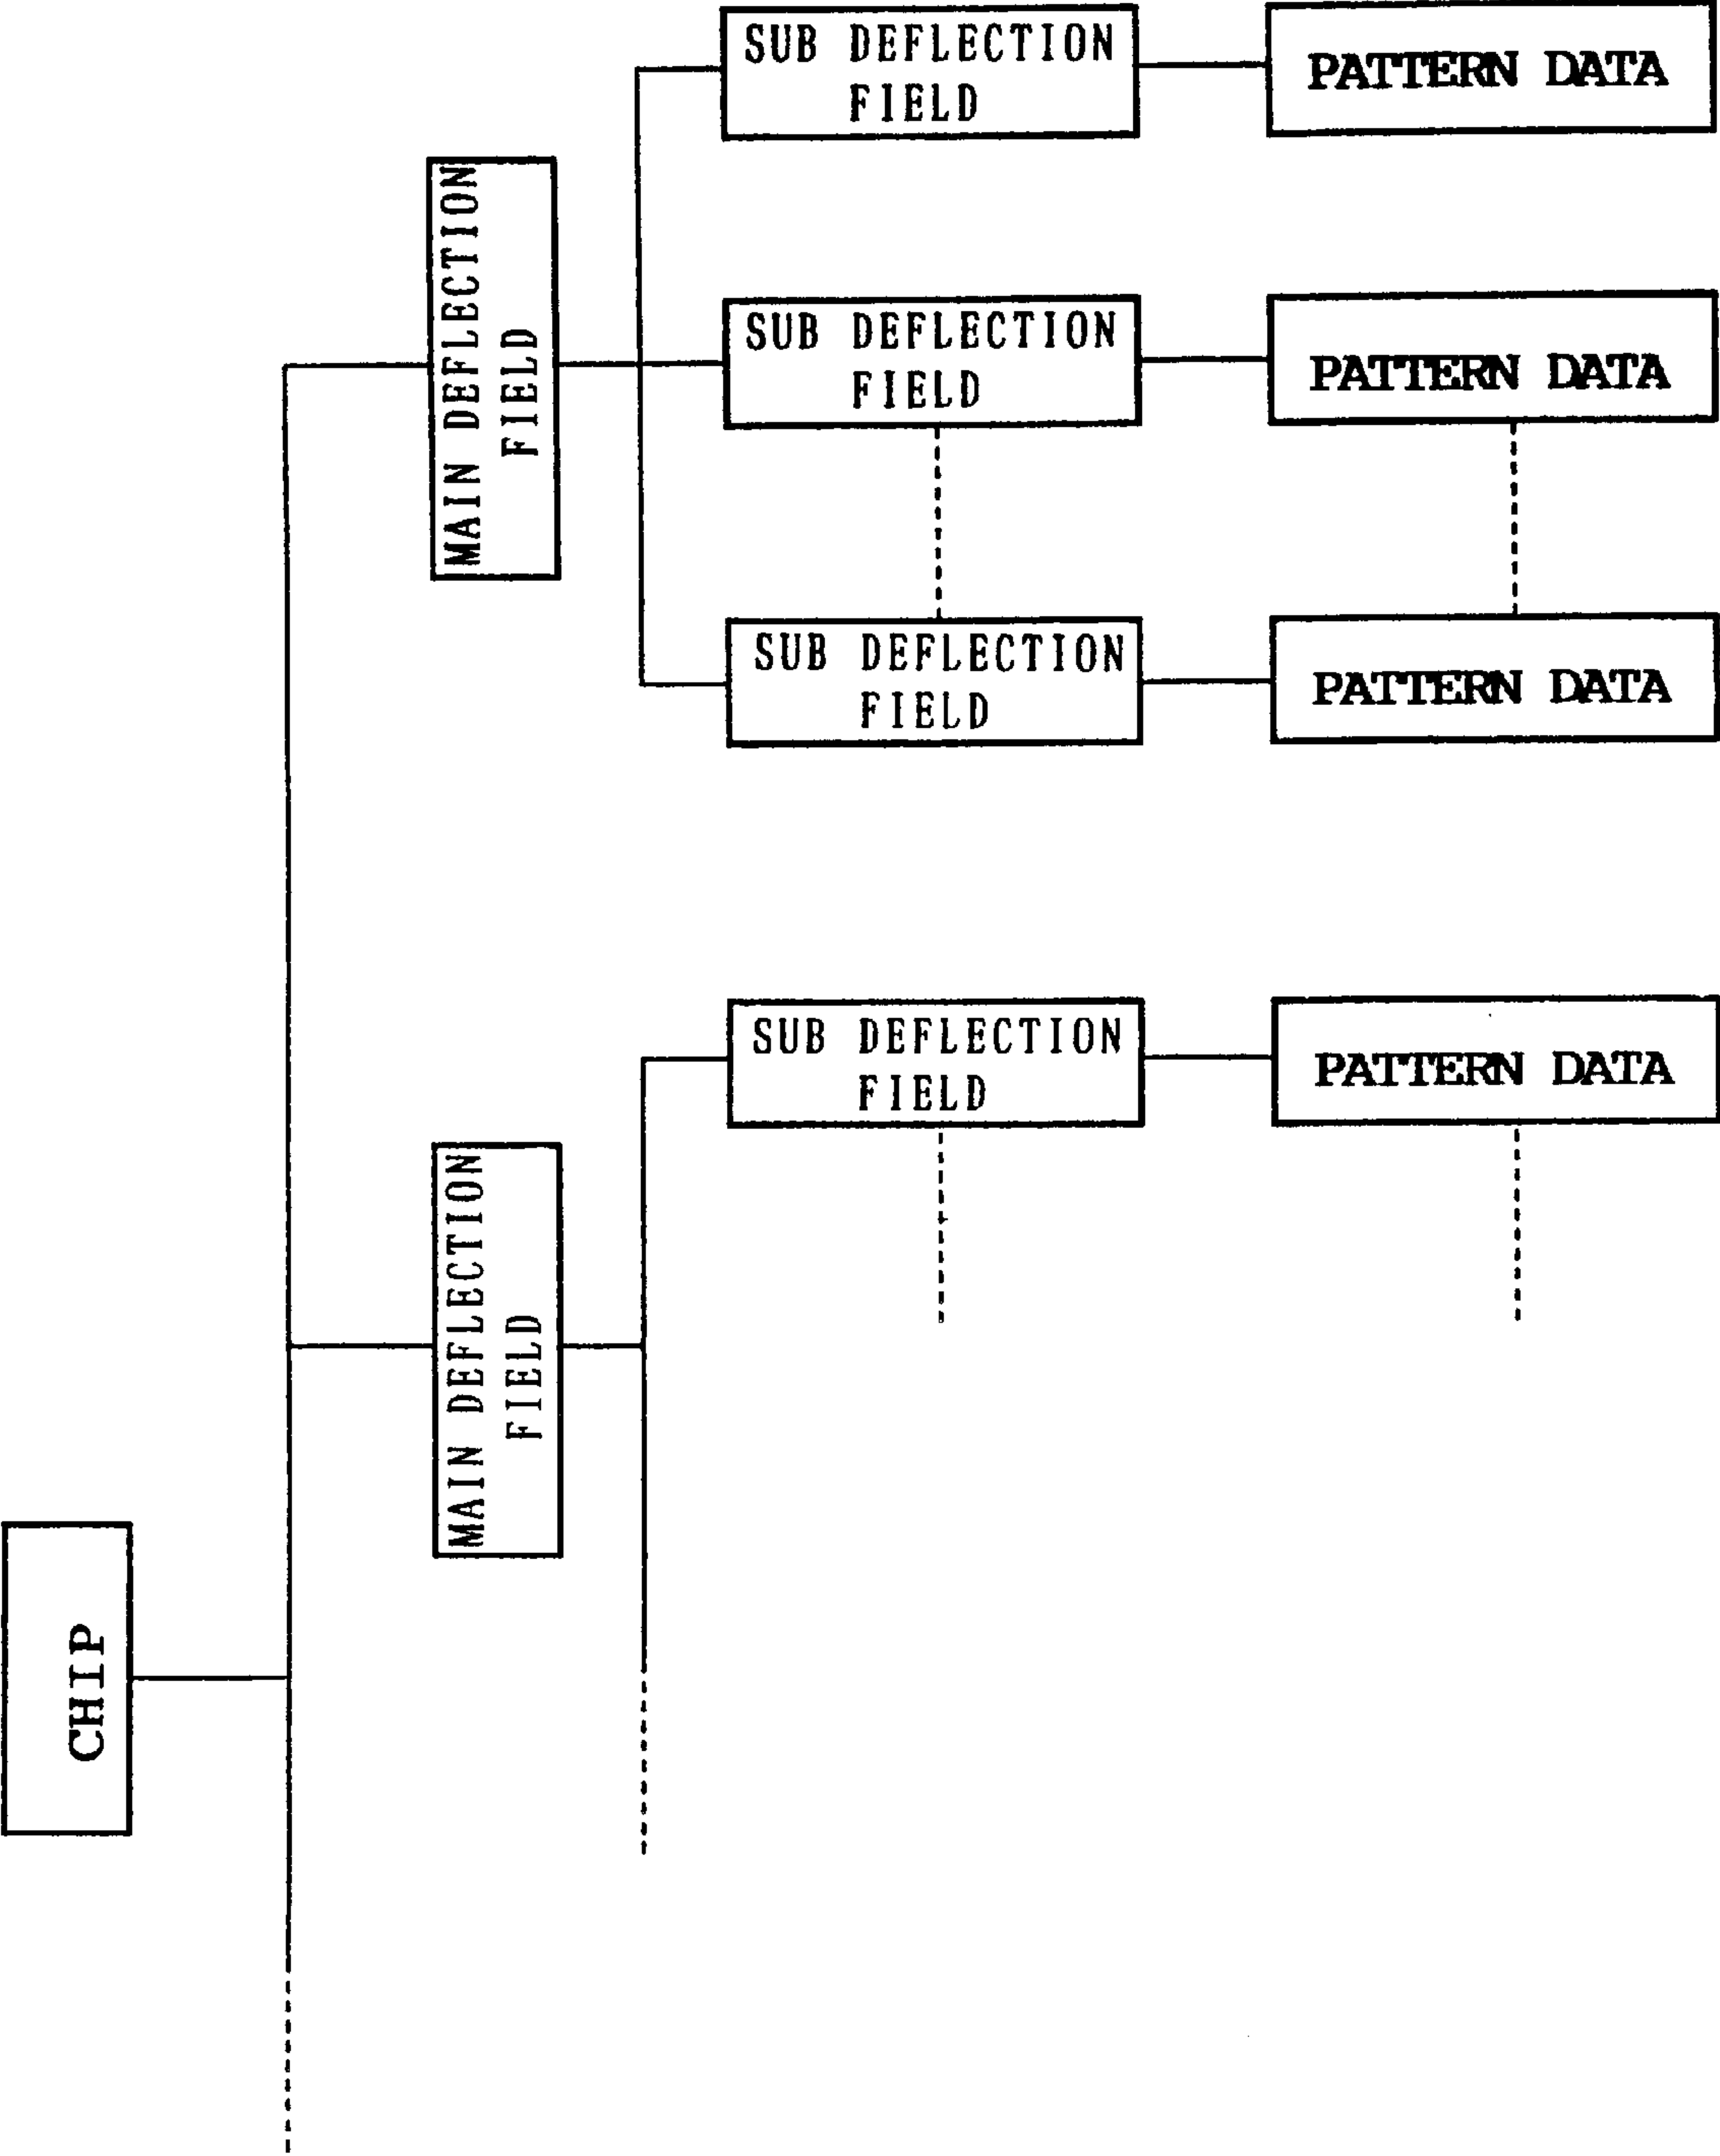 SUB DEFLECTION
FIELD
PATTERN DATA
MAIN DEFLECTION
FIELD
SUB DEFLECTION
FIELD
PATTERN DATA
SUB DEFLECTION
FIELD
PATTERN DATA
SUB DEFLECTION
FIELD
PATTERN DATA
MAIN DEFLECTION
FIELD
CHIP